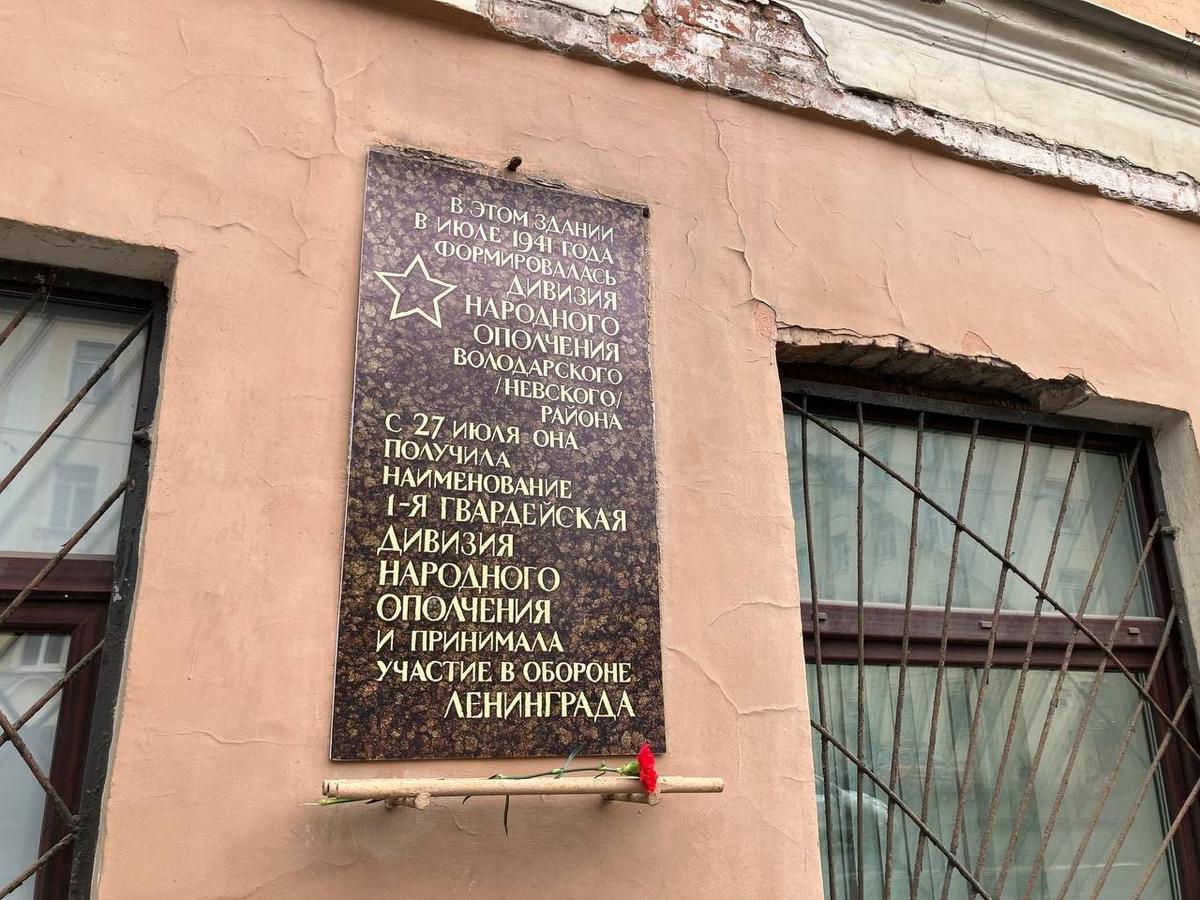 В ЭТОМ ЗДАНИИ
В ИЮЛЕ 1941 ГОДА
ФОРМИРОВАЛАСЬ
ДИВИЗИЯ
НАРОДНОГО
ОПОЛЧЕНИЯ
ВОЛОДАРСКОГО
/НЕВСКОГО/
РАЙОНА
С 27 ИЮЛЯ ОНА
ПОЛУЧИЛА
НАИМЕНОВАНИЕ
1-Я ГВАРДЕЙСКАЯ
ДИВИЗИЯ
НАРОДНОГО
ОПОЛЧЕНИЯ
И ПРИНИМАЛА
УЧАСТИЕ В ОБОРОНЕ
ЛЕНИНГРАДА